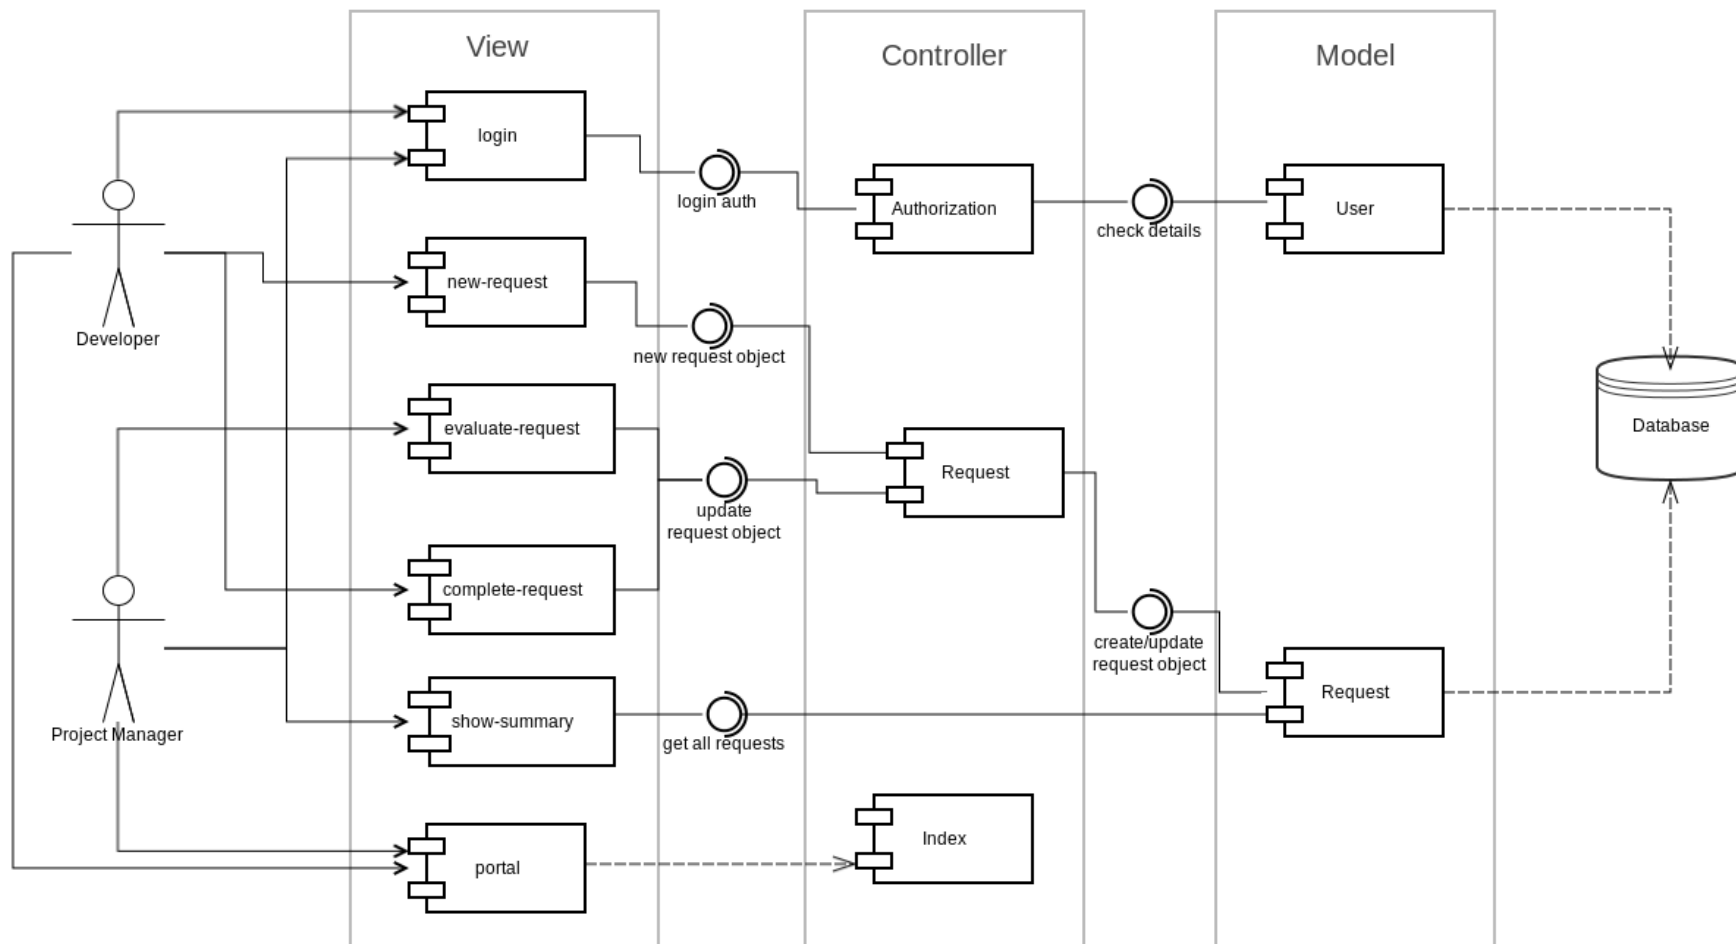 View
Controller
Model
login
login auth
Authorization
check details
User
new-request
Developer
new request object
evaluate-request
Database
Request
update
request object
complete-request
create/update
request object
Request
show-summary
Project Manager
get all requests
Index
portal